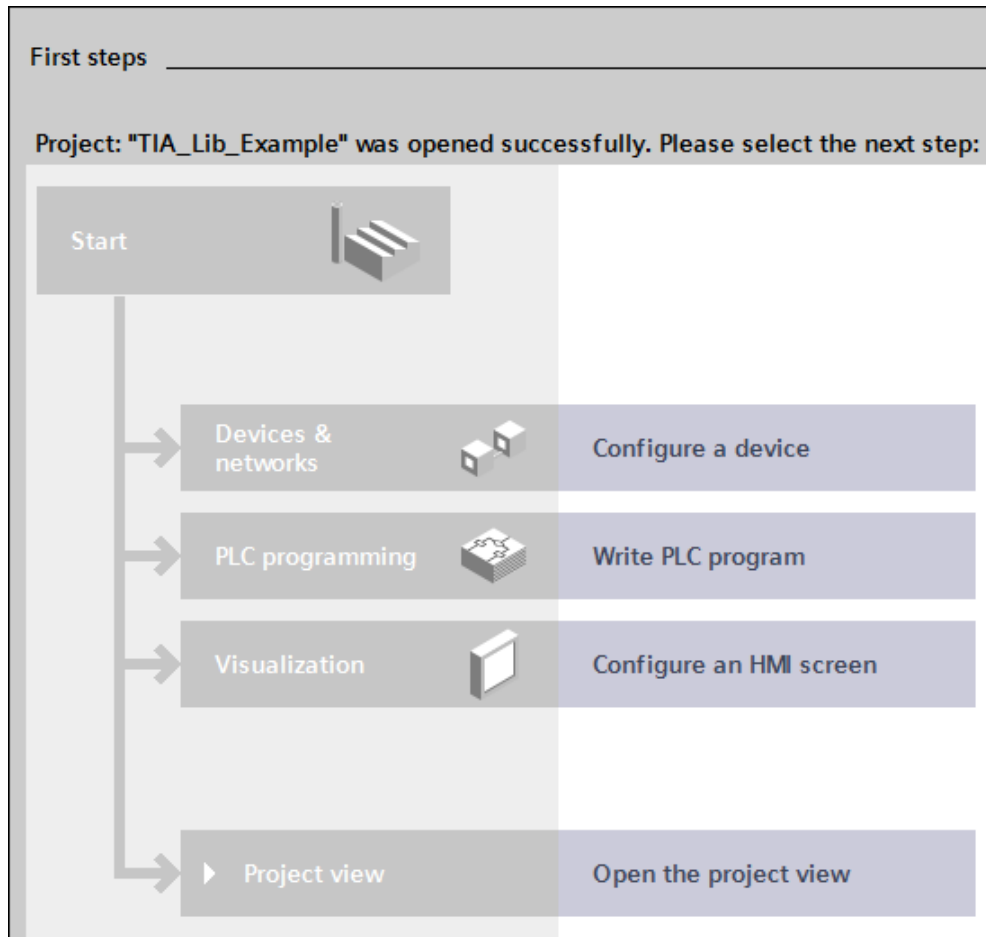 First steps
Project: "TIA_Lib_Example" was opened successfully. Please select the next step:
Start
Devices &
networks
Configure a device
PLC programming
Write PLC program
Visualization
Configure an HMI screen
Project view
Open the project view